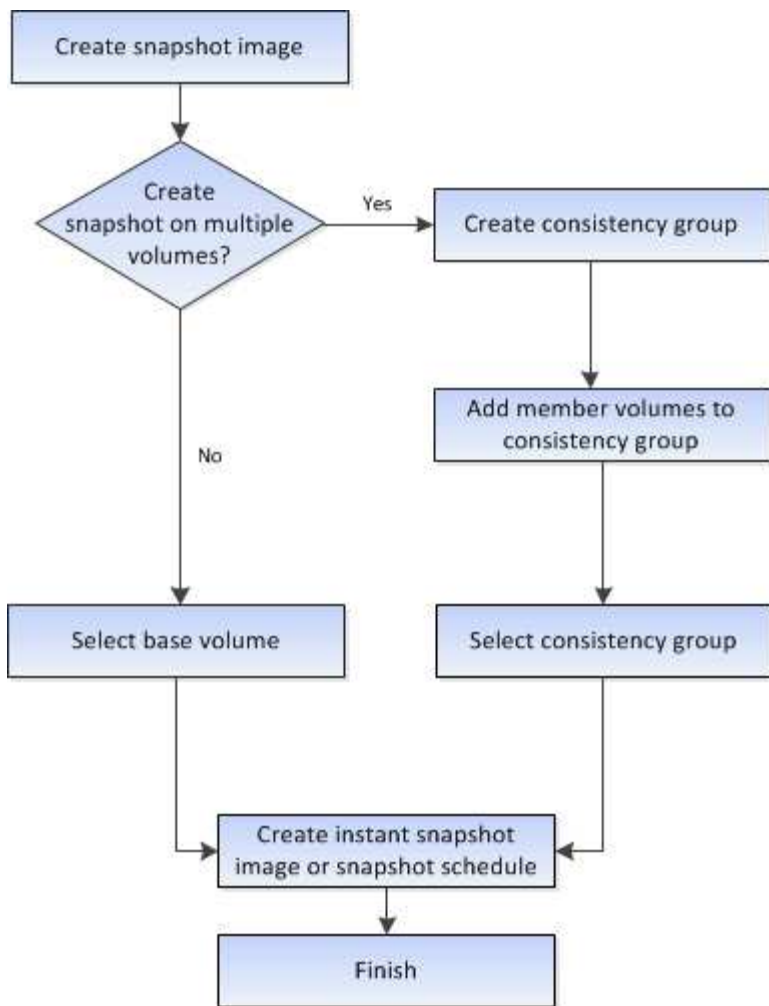 Create snapshot image
Create
snapshot on multiple
volumes?
Yes
Create consistency group
Add member volumes to
consistency group
No
Select base volume
Select consistency group
Create instant snapshot
image or snapshot schedule
Finish